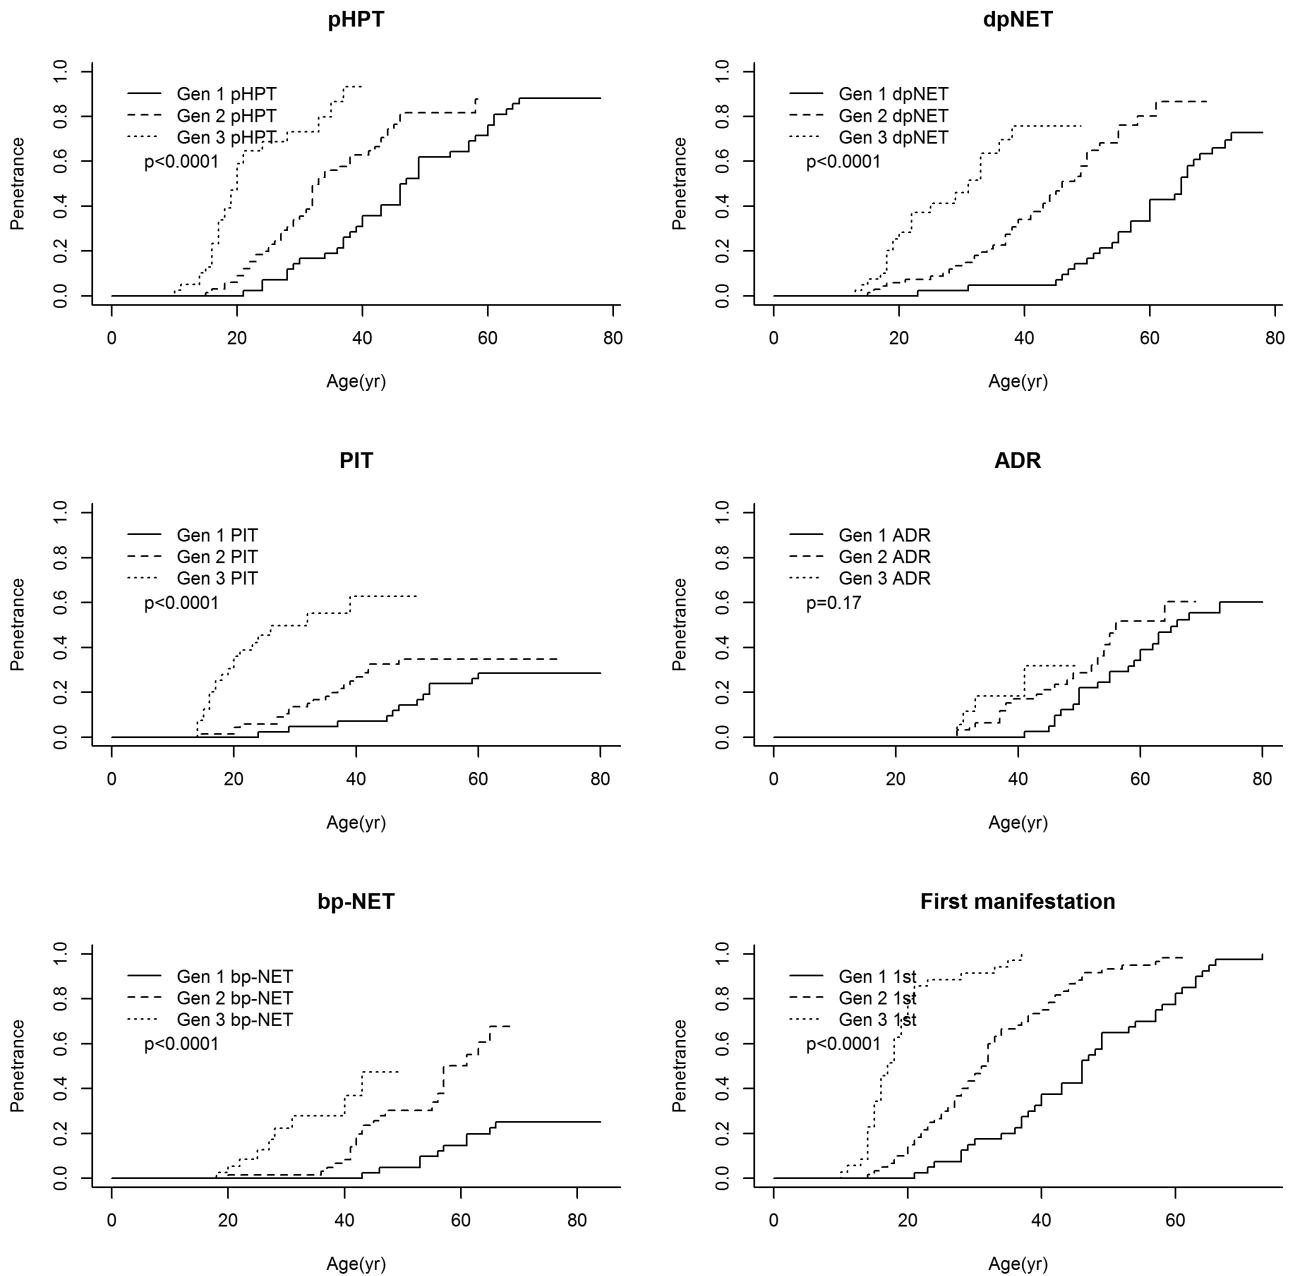 pHPT
1.0
0.8
0.6
0.4
0.2
0.0
Penetrance
Gen 1 pHPT
Gen 2 pHPT
Gen 3 pHPT
p<0.0001
0 20 40 60 80
Age(yr)
dpNET
1.0
0.8
0.6
0.4
0.2
0.0
Penetrance
Gen 1 dpNET
Gen 2 dpNET
Gen 3 dpNET
p<0.0001
0 20 40 60 80
Age(yr)
PIT
1.0
0.8
0.6
0.4
0.2
0.0
Penetrance
Gen 1 PIT
Gen 2 PIT
Gen 3 PIT
p<0.0001
0 20 40 60 80
Age(yr)
ADR
1.0
0.8
0.6
0.4
0.2
0.0
Penetrance
Gen 1 ADR
Gen 2 ADR
Gen 3 ADR
p=0.17
0 20 40 60 80
Age(yr)
bp-NET
1.0
0.8
0.6
0.4
0.2
0.0
Penetrance
Gen 1 bp-NET
Gen 2 bp-NET
Gen 3 bp-NET
p<0.0001
0 20 40 60 80
Age(yr)
First manifestation
1.0
0.8
0.6
0.4
0.2
0.0
Penetrance
Gen 1 1st
Gen 2 1st
Gen 3 1st
p<0.0001
0 20 40 60
Age(yr)